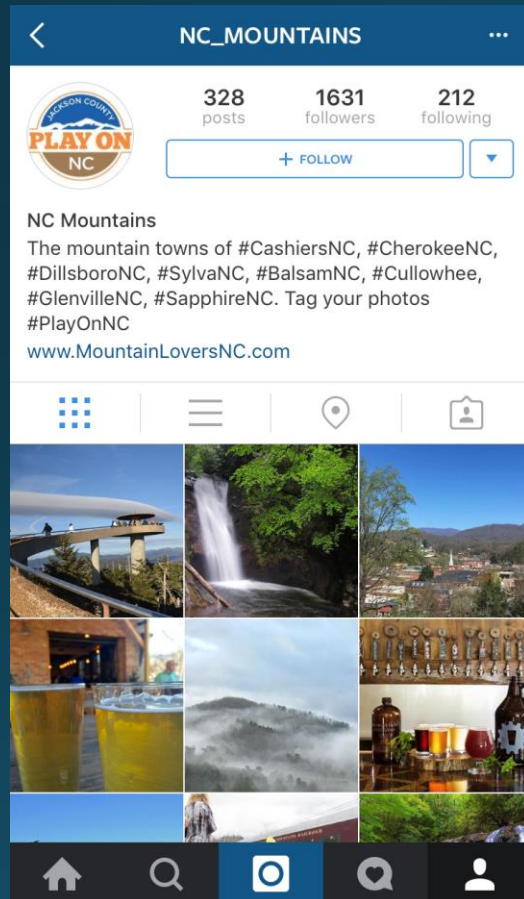 NC_MOUNTAINS
JACKSON COUNTY
PLAY ON
NC
328 1631 212
posts followers following
+ FOLLOW
NC Mountains
The mountain towns of #CashiersNC, #CherokeeNC,
#DillsboroNC, #SylvaNC, #BalsamNC, #Cullowhee,
#GlenvilleNC, #SapphireNC. Tag your photos
#PlayOnNC
www.MountainLoversNC.com